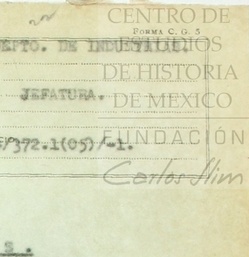 CENTRO DE
FORMA C. G. 5
ESTUDIOS
DEPTO. DE INDUSTRIAL.
DE HISTORIA
JEFATURA.
DE MEXICO
FUNDACIÓN
/372.1(05)/-1.
Carlos Slim
S.